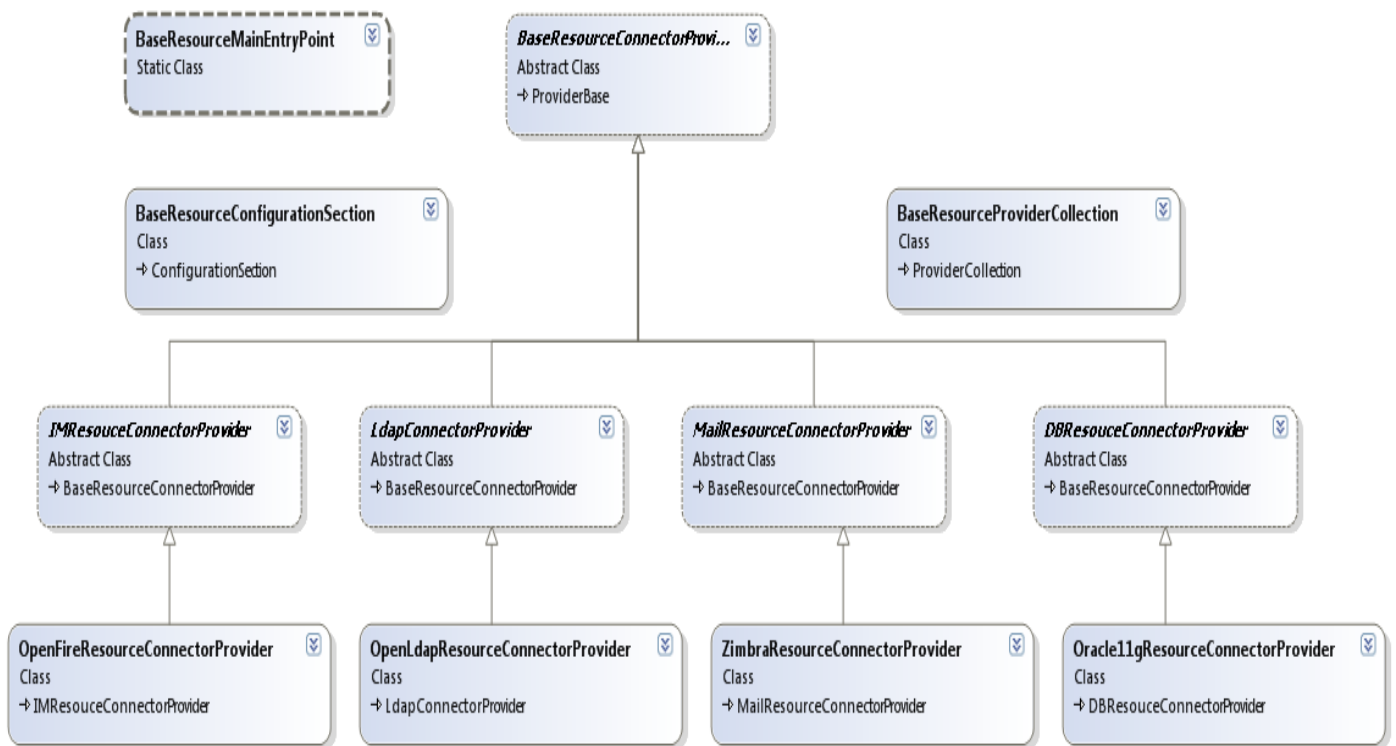 BaseResourceMainEntryPoint
Static Class
BaseResourceConnectorProvi...
Abstract Class
ProviderBase
BaseResourceConfigurationSection
Class
ConfigurationSection
BaseResourceProviderCollection
Class
ProviderCollection
IMResouceConnectorProvider
Abstract Class
BaseResourceConnectorProvider
LdapConnectorProvider
Abstract Class
BaseResourceConnectorProvider
MailResourceConnectorProvider
Abstract Class
BaseResourceConnectorProvider
DBResouceConnectorProvider
Abstract Class
BaseResourceConnectorProvider
OpenFireResourceConnectorProvider
Class
IMResouceConnectorProvider
OpenLdapResourceConnectorProvider
Class
LdapConnectorProvider
ZimbraResourceConnectorProvider
Class
MailResourceConnectorProvider
Oracle11gResourceConnectorProvider
Class
DBResouceConnectorProvider